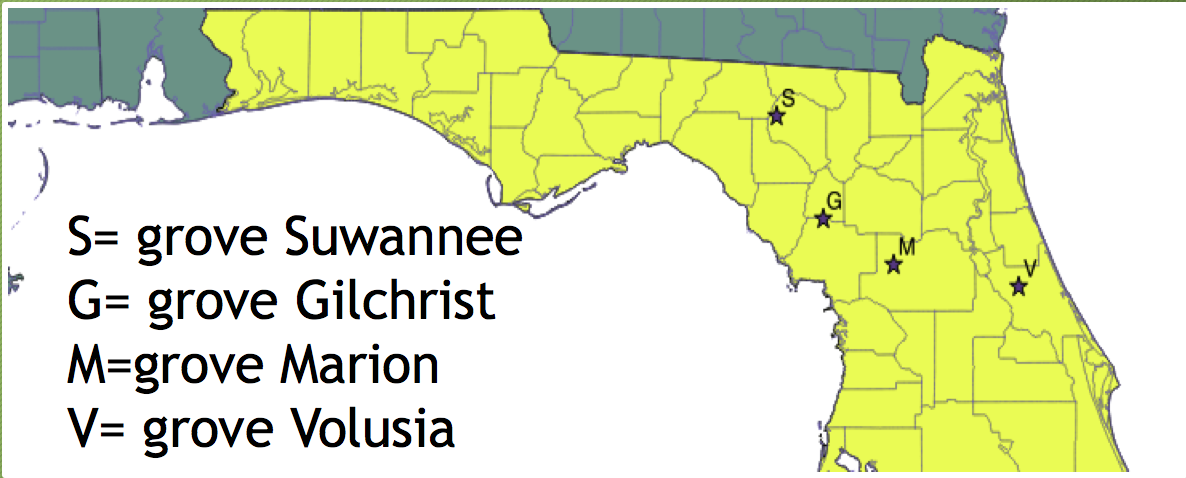 S
G
M
V
S= grove Suwannee
G= grove Gilchrist
M=grove Marion
V= grove Volusia